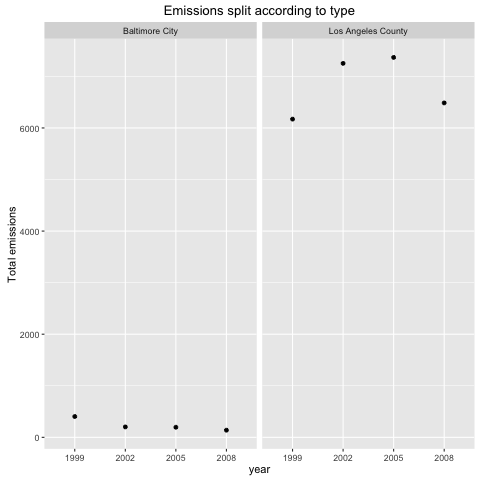 Emissions split according to type
Baltimore City
Los Angeles County
Total emissions
6000
4000
2000
0
1999 2002 2005 2008
1999 2002 2005 2008
year